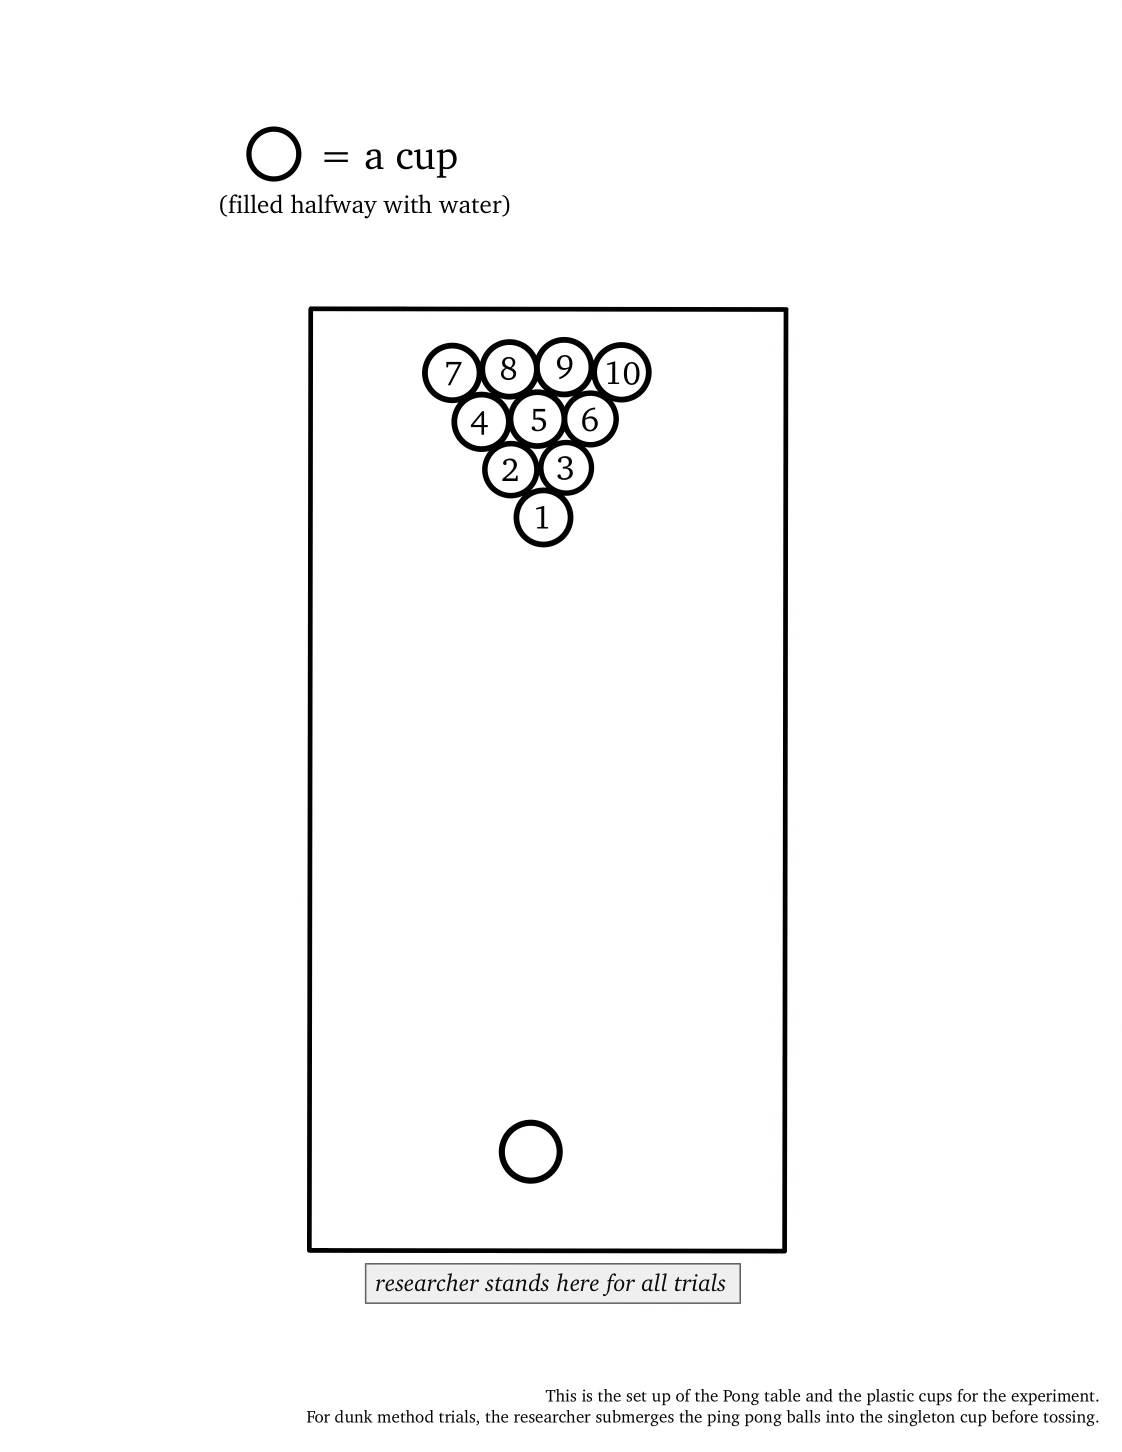 = a cup
(filled halfway with water)
7 8 9 10
4 5 6
2 3
1
researcher stands here for all trials
This is the set up of the Pong table and the plastic cups for the experiment.
For dunk method trials, the researcher submerges the ping pong balls into the singleton cup before tossing.